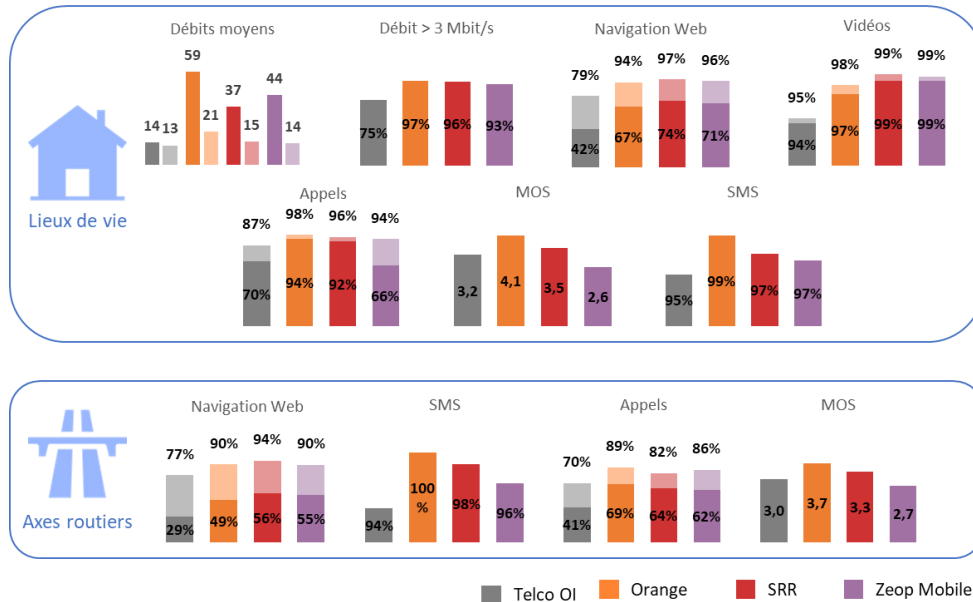 Débits moyens
Débit > 3 Mbit/s
Navigation Web
Vidéos
59
44
37
21
14 13
15
14
75% 97% 96% 93%
79% 94% 97% 96%
42% 67% 74% 71%
95% 98% 99% 99%
94% 97% 99% 99%
Lieux de vie
Appels
MOS
SMS
87% 98% 96% 94%
70% 94% 92% 66%
3,2 4,1 3,5 2,6
95% 99% 97% 97%
Navigation Web
SMS
Appels
MOS
77% 90% 94% 90%
29% 49% 56% 55%
94% 100
% 98% 96%
70% 89% 82% 86%
41% 69% 64% 62%
3,0 3,7 3,3 2,7
Axes routiers
Telco OI Orange SRR Zeop Mobile